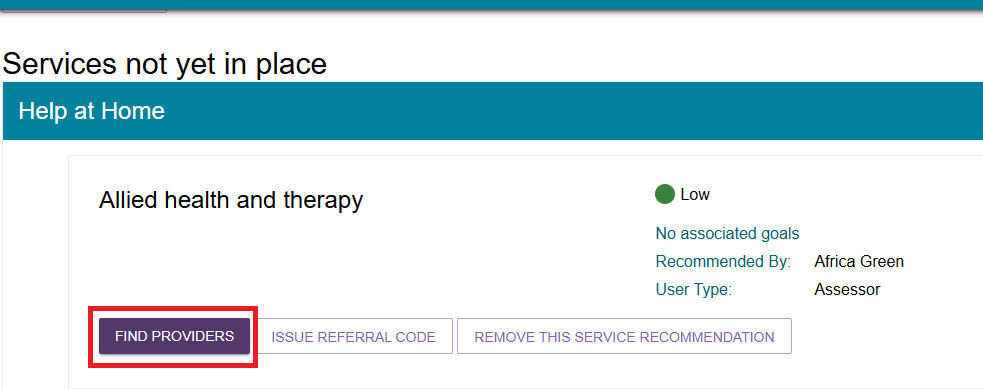 Services not yet in place
Help at Home
Allied health and therapy
Low
No associated goals
Recommended By: Africa Green
User Type: Assessor
FIND PROVIDERS ISSUE REFERRAL CODE REMOVE THIS SERVICE RECOMMENDATION